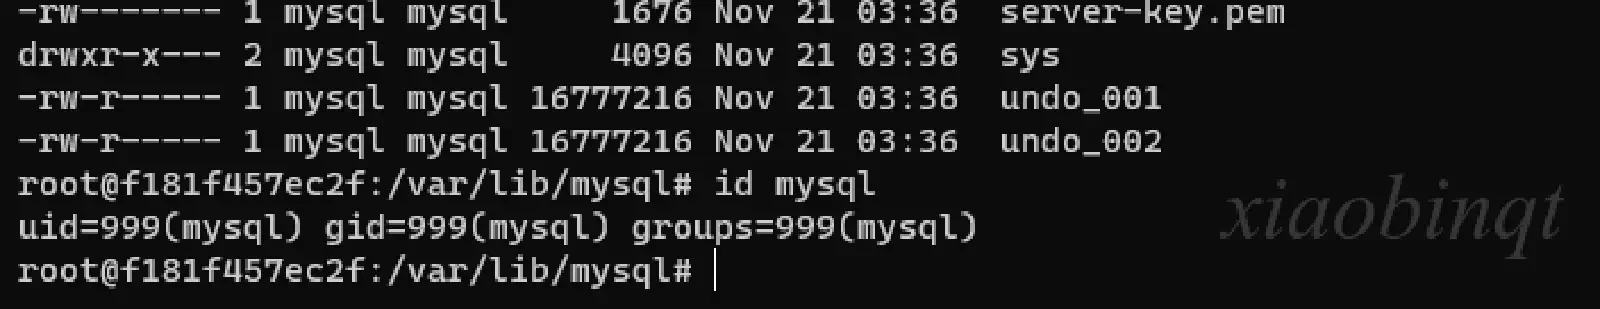 -rw------- 1 mysql mysql     1676 Nov 21 03:36  server-key.pem
drwxr-x--- 2 mysql mysql     4096 Nov 21 03:36  sys
-rw-r----- 1 mysql mysql 16777216 Nov 21 03:36  undo_001
-rw-r----- 1 mysql mysql 16777216 Nov 21 03:36  undo_002
root@f181f457ec2f:/var/lib/mysql# id mysql
uid=999(mysql) gid=999(mysql) groups=999(mysql)
root@f181f457ec2f:/var/lib/mysql#
xiaobinqt